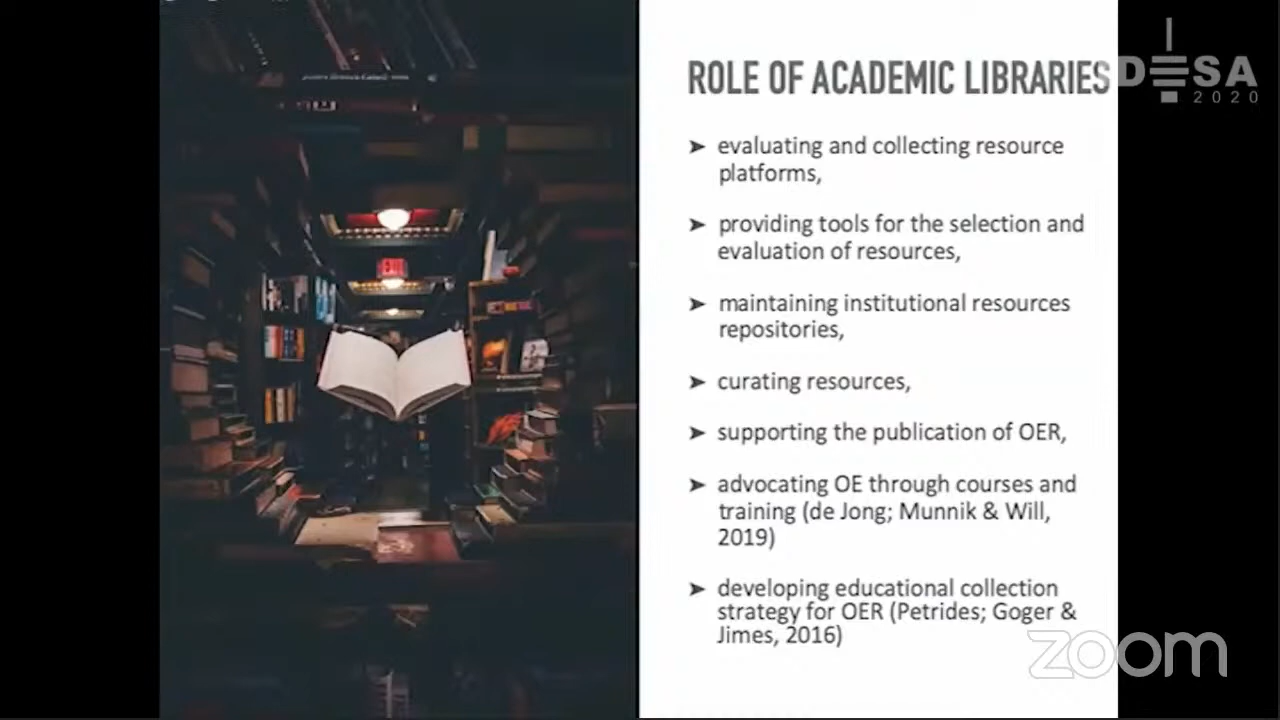 ROLE OF ACADEMIC LIBRARIES
DESA
2020
➤ evaluating and collecting resource
platforms,
➤ providing tools for the selection and
evaluation of resources,
➤ maintaining institutional resources
repositories,
➤ curating resources,
➤ supporting the publication of OER,
➤ advocating OE through courses and
training (de Jong; Munnik & Will,
2019)
➤ developing educational collection
strategy for OER (Petrides; Goger &
Jimes, 2016)
zoom
EXIT